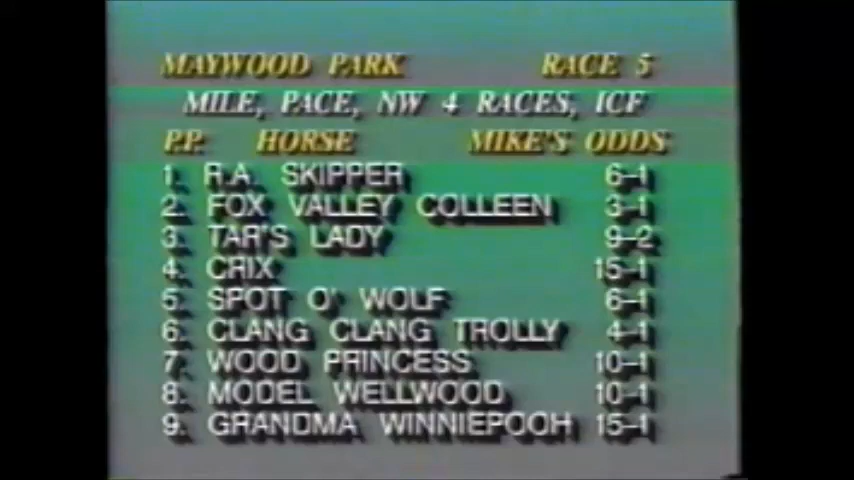 MAYWOOD PARK RACE 5
MILE, PACE, NW 4 RACES, ICF
P.P. HORSE MIKE'S ODDS
1. R.A. SKIPPER 6-1
2. FOX VALLEY COLLEEN 3-1
3. TAR'S LADY 9-2
4. CRIX 15-1
5. SPOT O' WOLF 6-1
6. CLANG CLANG TROLLY 4-1
7. WOOD PRINCESS 10-1
8. MODEL WELLWOOD 10-1
9. GRANDMA WINNIEPOOH 15-1